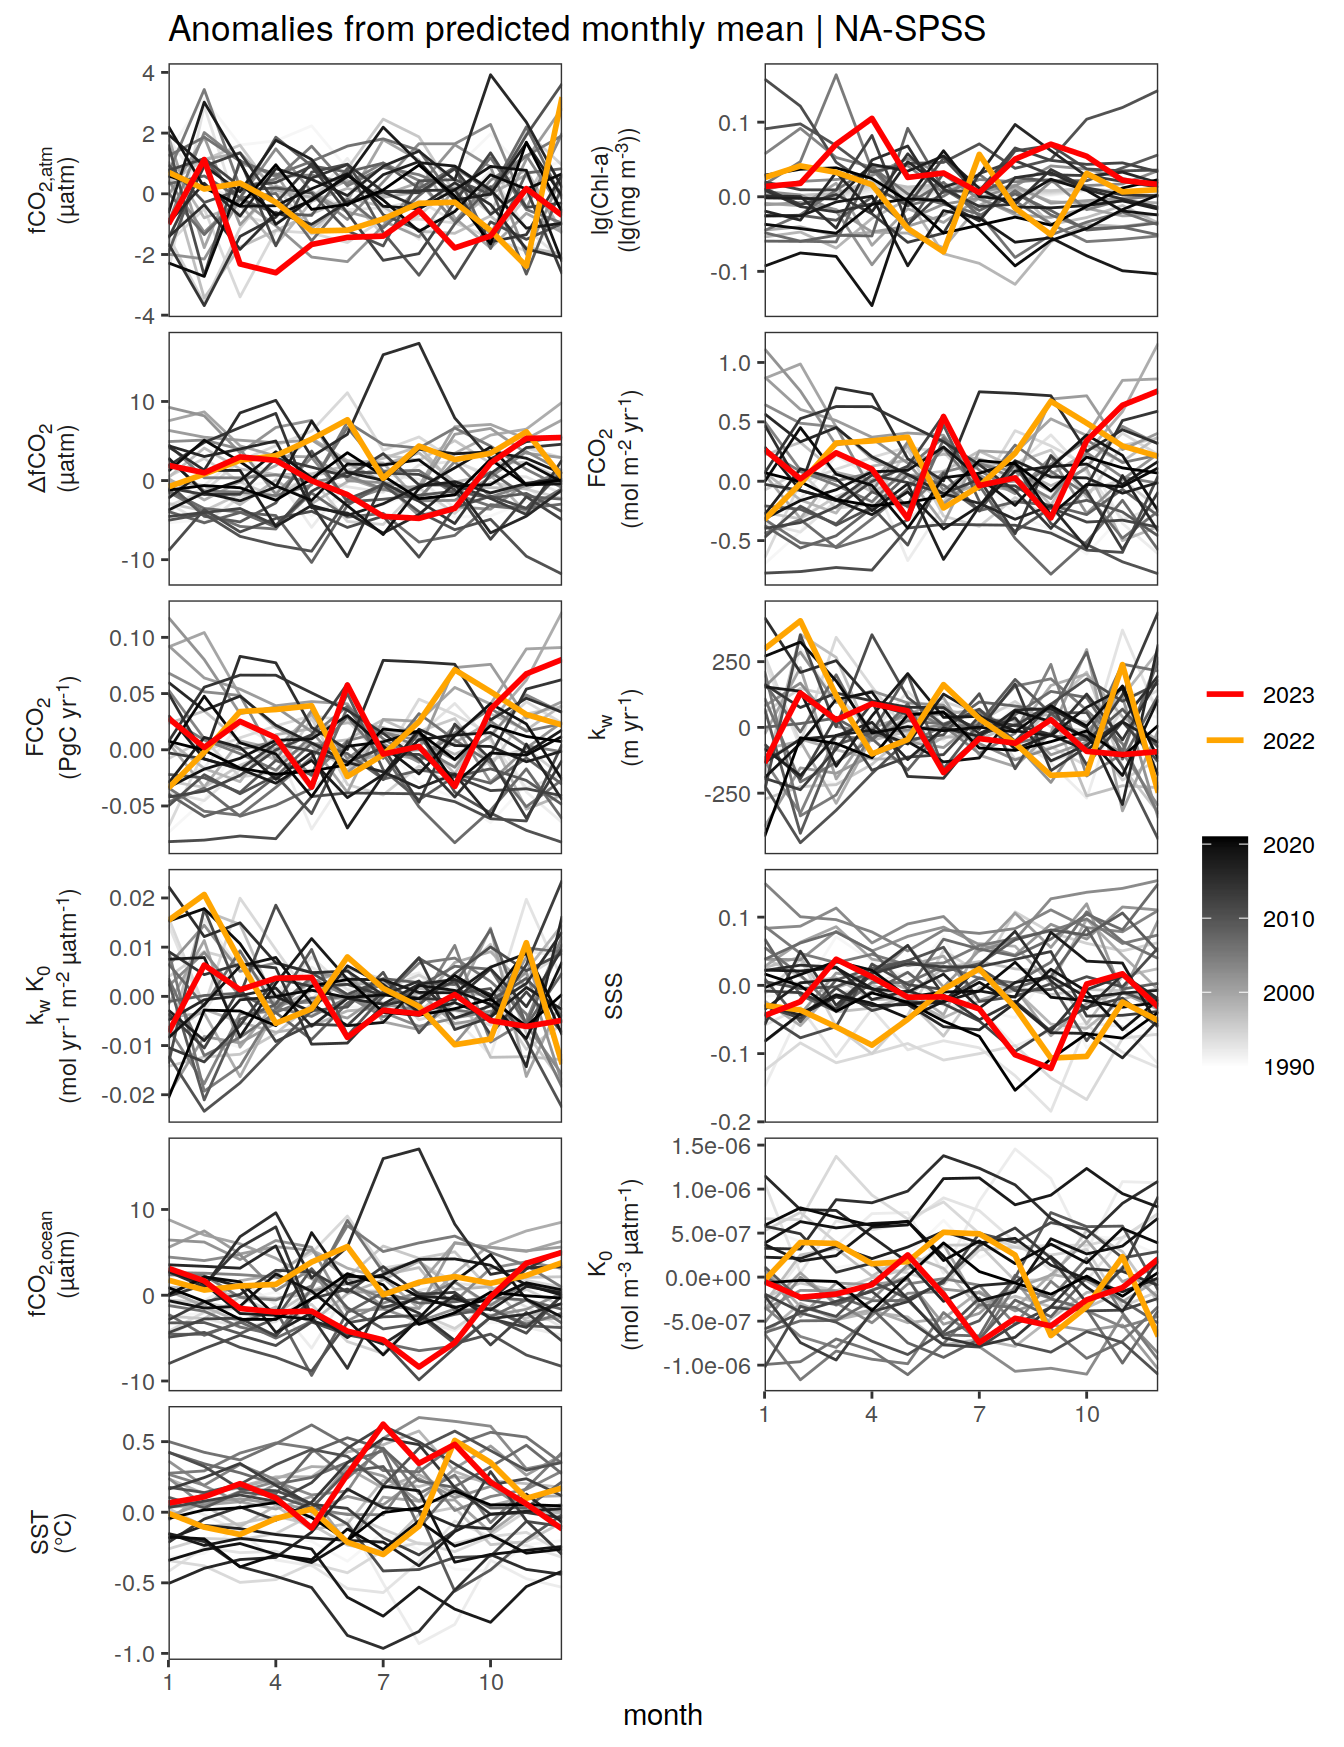 Anomalies from predicted monthly mean | NA-SPSS
fCO2,atm
(µatm)
4
2
0
-2
-4
lg(Chl-a)
(lg(mg m-3))
0.1
0.0
-0.1
ΔfCO2
(µatm)
10
0
-10
FCO2
(mol m-2 yr-1)
1.0
0.5
0.0
-0.5
FCO2
(PgC yr-1)
0.10
0.05
0.00
-0.05
kw
(m yr-1)
250
0
-250
kw K0
(mol yr-1 m-2 µatm-1)
0.02
0.01
0.00
-0.01
-0.02
SSS
0.1
0.0
-0.1
-0.2
fCO2,ocean
(µatm)
10
0
-10
K0
(mol m-3 µatm-1)
1.5e-06
1.0e-06
5.0e-07
0.0e+00
-5.0e-07
-1.0e-06
1 4 7 10
SST
(°C)
0.5
0.0
-0.5
-1.0
1 4 7 10
month
2023
2022
2020
2010
2000
1990